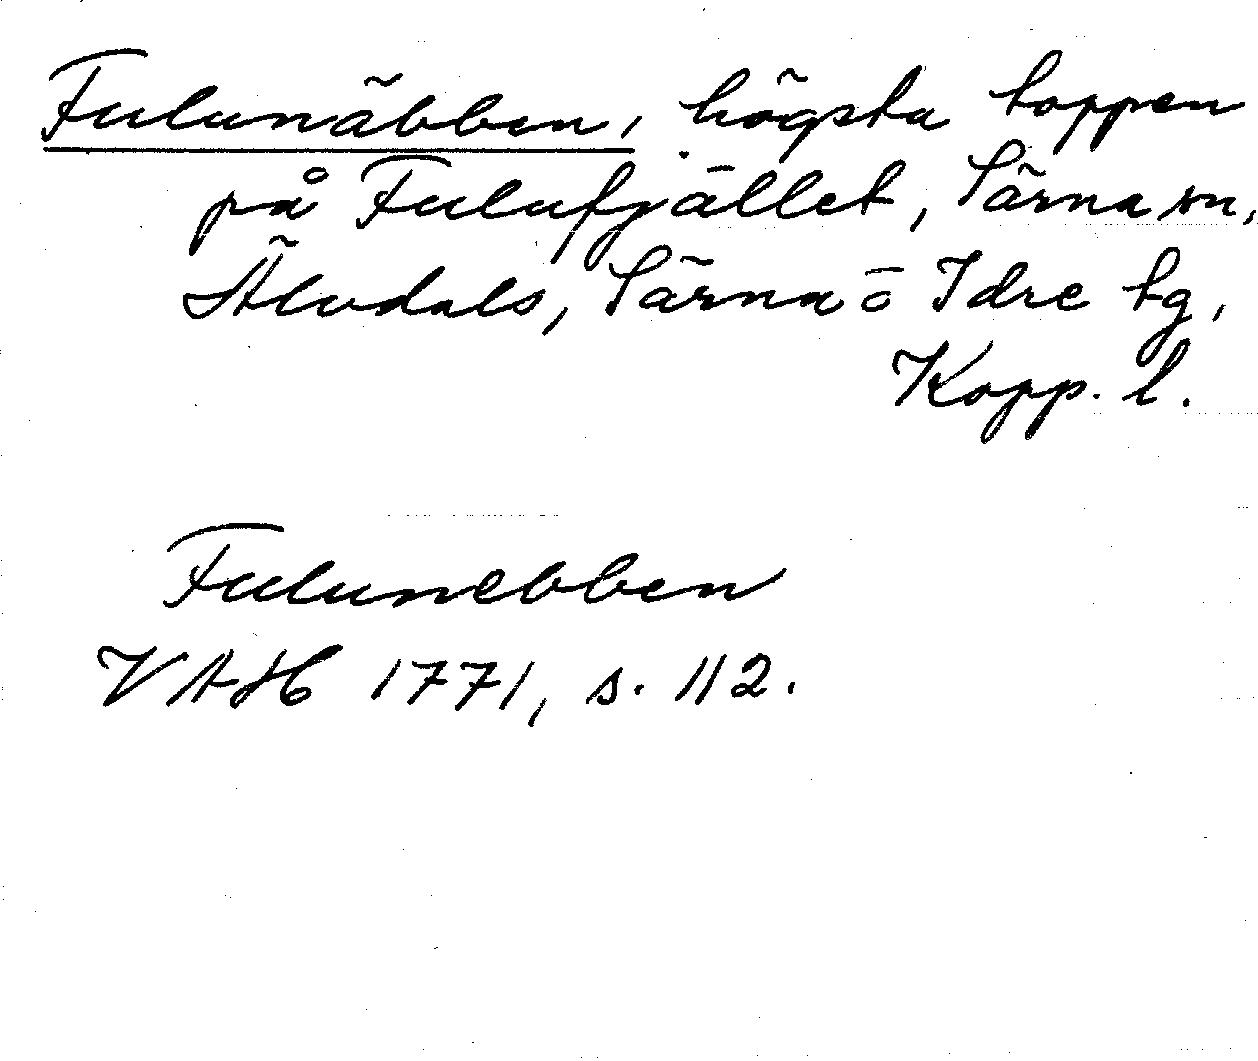 Fulunäbben, högsta toppen
på Fulufjället, Särna sn,
Älvdals, Särna ō Idre tg,
Kopp. l.
Fulunebben
VAH 1771, s. 112.